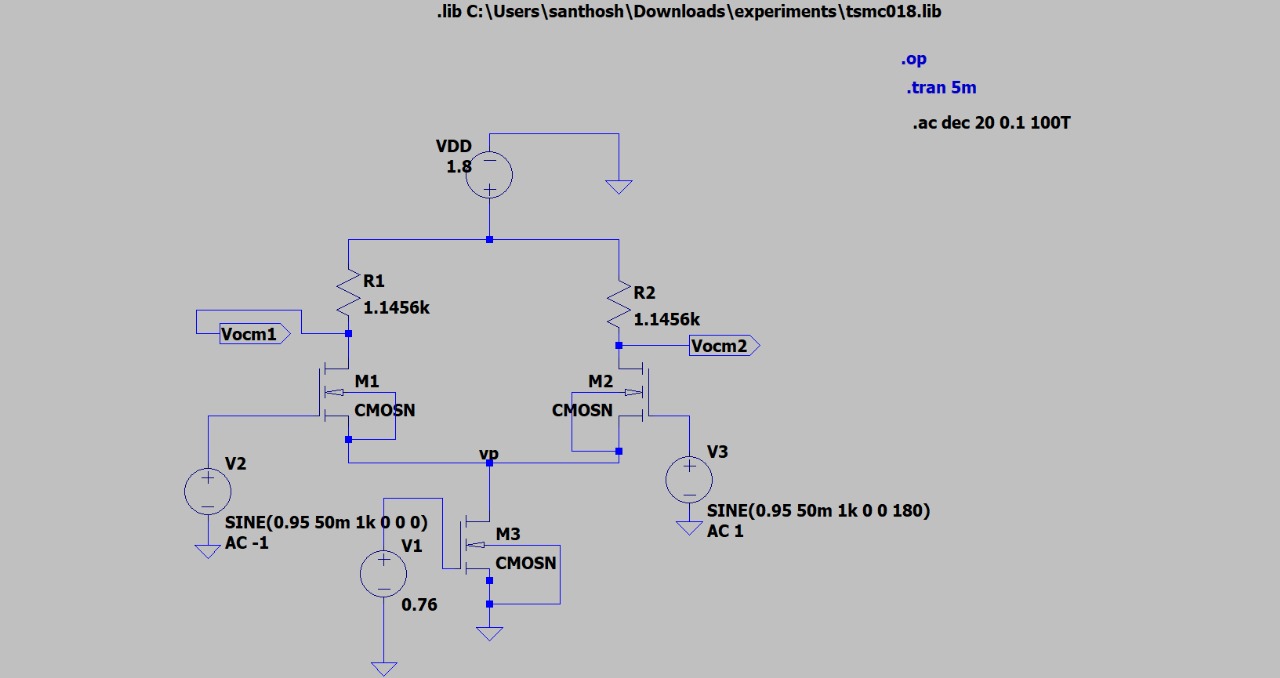 .lib C:\Users\santhosh\Downloads\experiments\tsmc018.lib
.op
.tran 5m
.ac dec 20 0.1 100T
VDD
1.8
R1
1.1456k
R2
1.1456k
Vocm1
Vocm2
M1
CMOSN
M2
CMOSN
vp
V2
SINE(0.95 50m 1k 0 0 0)
AC -1
V3
SINE(0.95 50m 1k 0 0 180)
AC 1
M3
CMOSN
V1
0.76